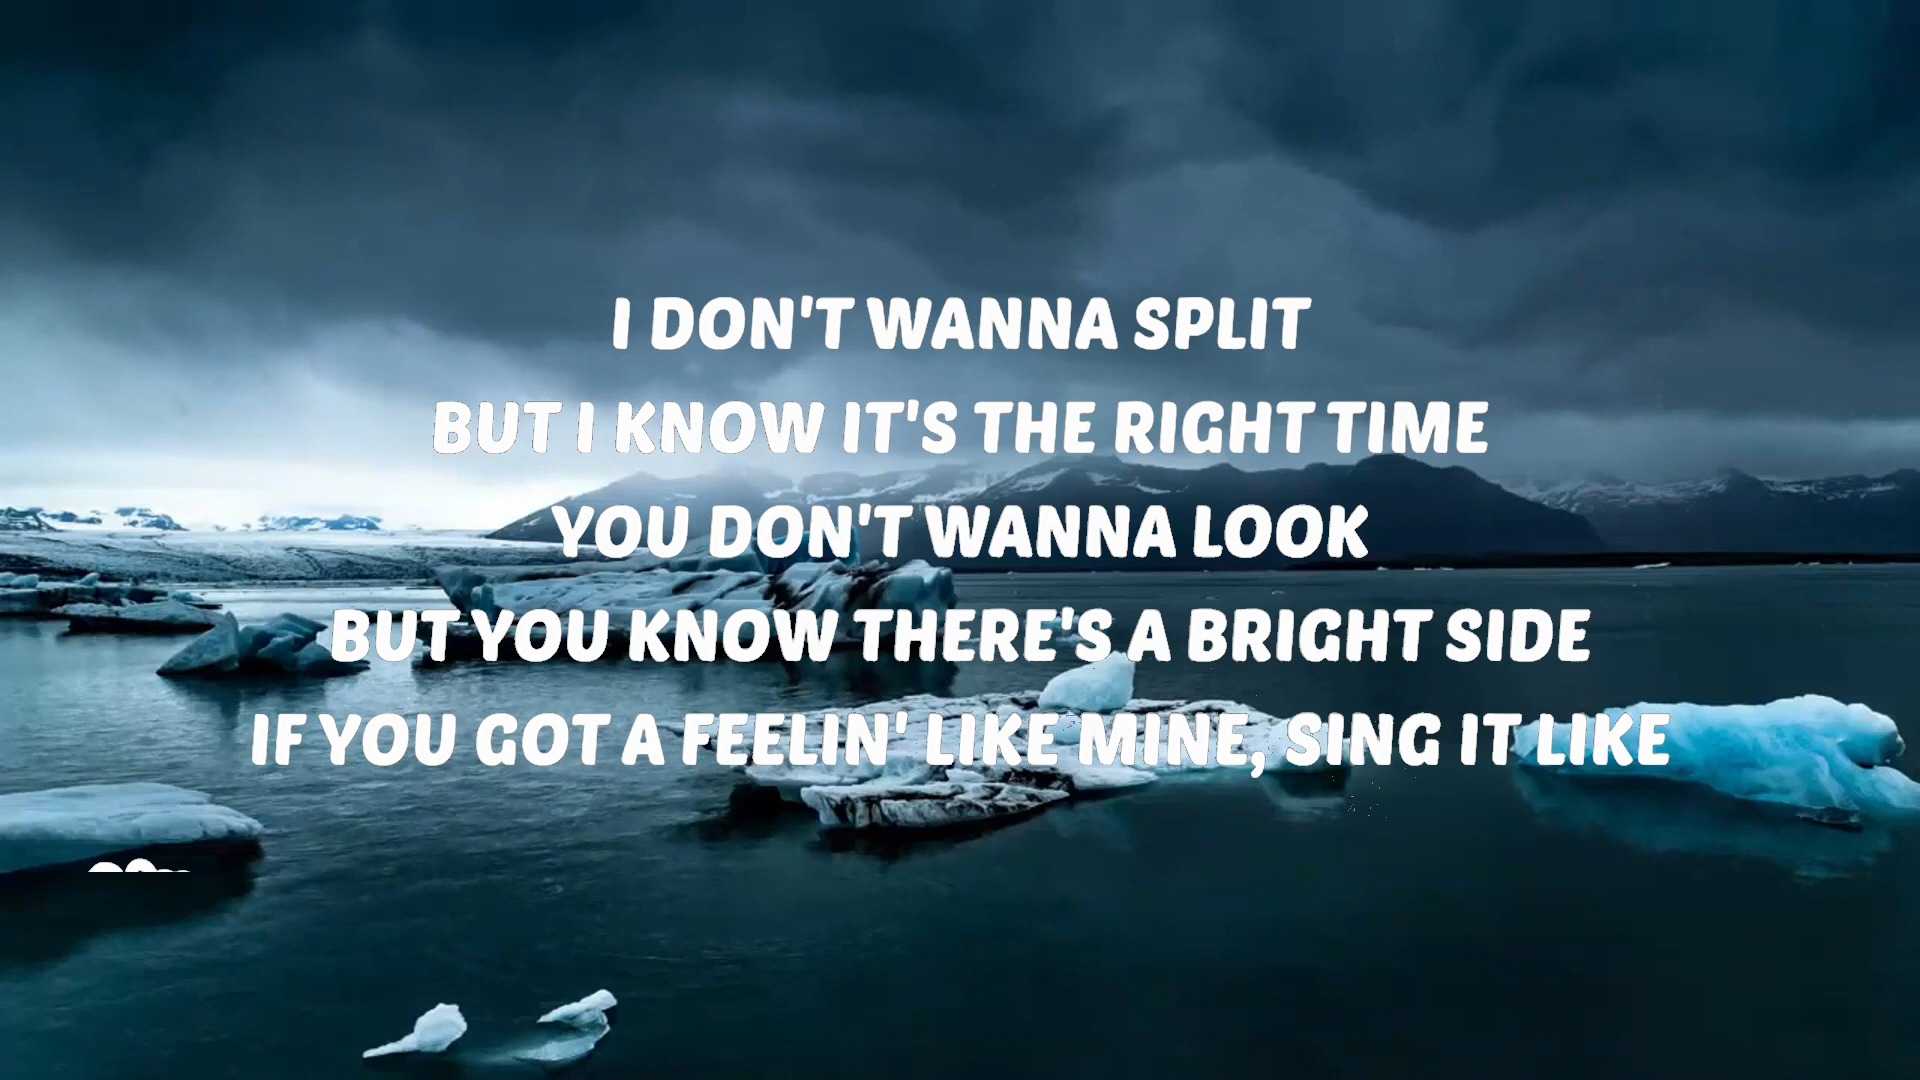 I DON'T WANNA SPLIT
BUT I KNOW IT'S THE RIGHT TIME
YOU DON'T WANNA LOOK
BUT YOU KNOW THERE'S A BRIGHT SIDE
IF YOU GOT A FEELIN' LIKE MINE, SING IT LIKE